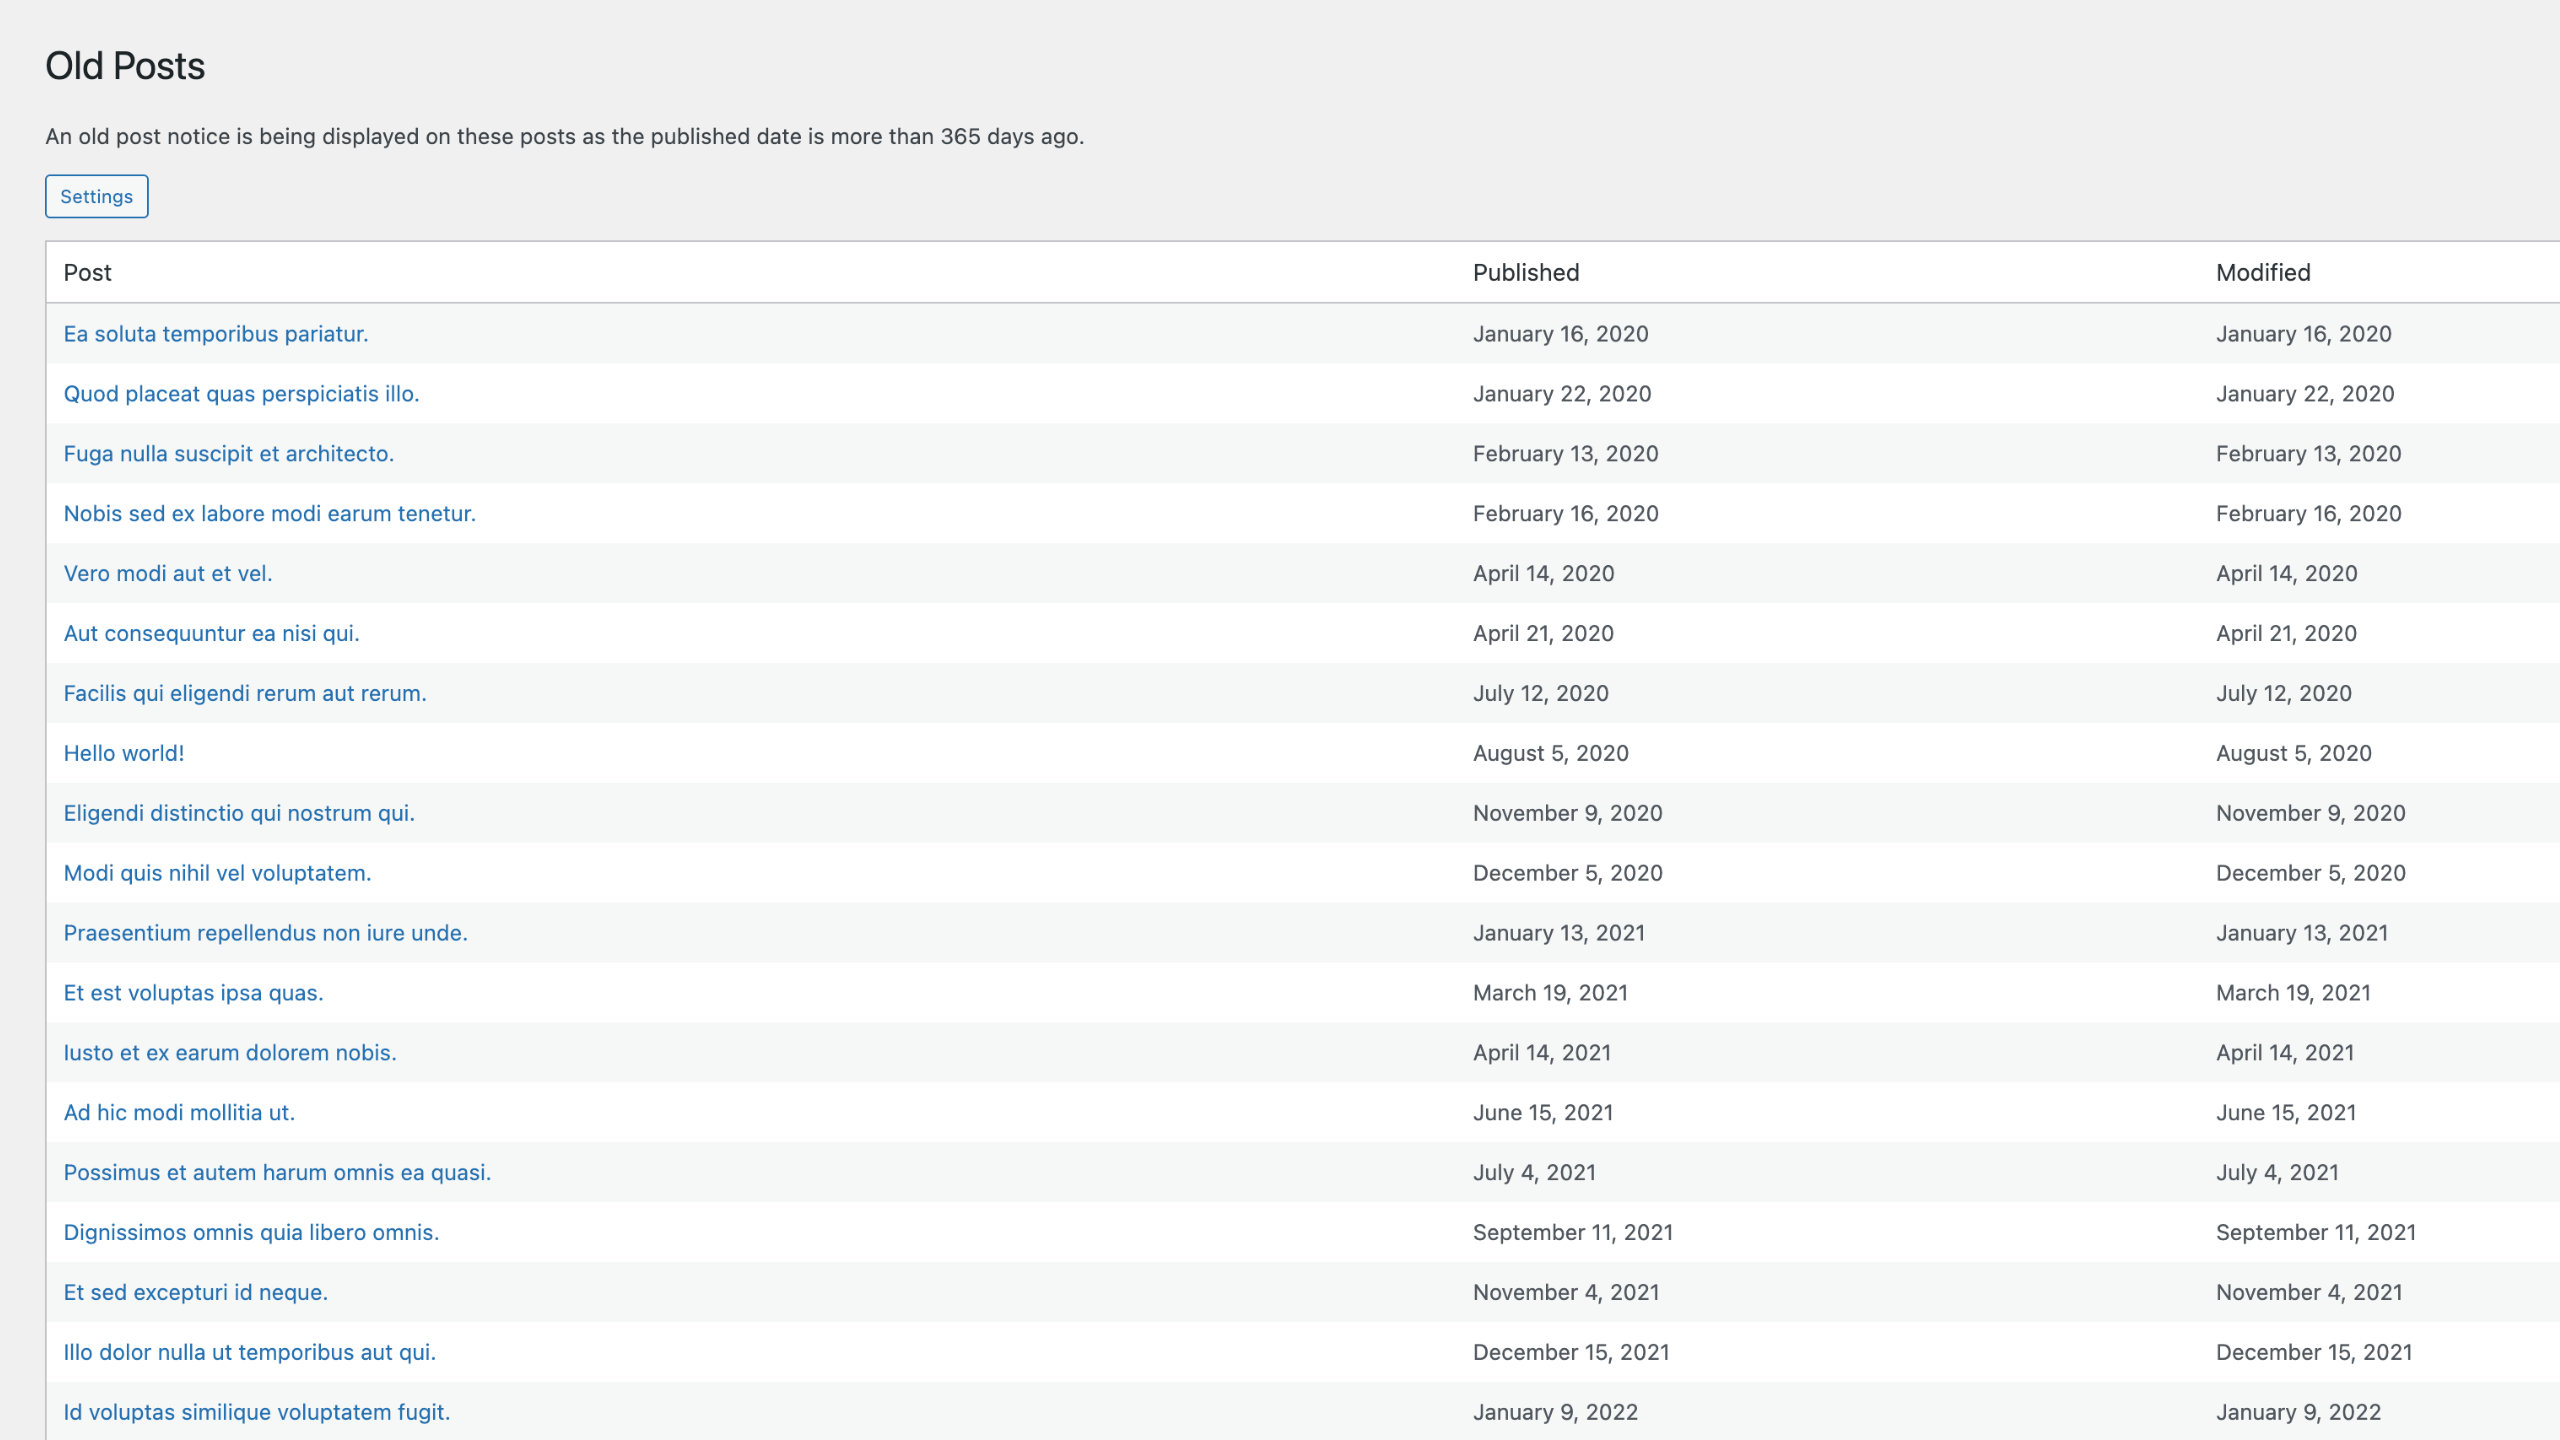 Old Posts
An old post notice is being displayed on these posts as the published date is more than 365 days ago.
Settings
Post Published Modified
Ea soluta temporibus pariatur. January 16, 2020 January 16, 2020
Quod placeat quas perspiciatis illo. January 22, 2020 January 22, 2020
Fuga nulla suscipit et architecto. February 13, 2020 February 13, 2020
Nobis sed ex labore modi earum tenetur. February 16, 2020 February 16, 2020
Vero modi aut et vel. April 14, 2020 April 14, 2020
Aut consequuntur ea nisi qui. April 21, 2020 April 21, 2020
Facilis qui eligendi rerum aut rerum. July 12, 2020 July 12, 2020
Hello world! August 5, 2020 August 5, 2020
Eligendi distinctio qui nostrum qui. November 9, 2020 November 9, 2020
Modi quis nihil vel voluptatem. December 5, 2020 December 5, 2020
Praesentium repellendus non iure unde. January 13, 2021 January 13, 2021
Et est voluptas ipsa quas. March 19, 2021 March 19, 2021
Iusto et ex earum dolorem nobis. April 14, 2021 April 14, 2021
Ad hic modi mollitia ut. June 15, 2021 June 15, 2021
Possimus et autem harum omnis ea quasi. July 4, 2021 July 4, 2021
Dignissimos omnis quia libero omnis. September 11, 2021 September 11, 2021
Et sed excepturi id neque. November 4, 2021 November 4, 2021
Illo dolor nulla ut temporibus aut qui. December 15, 2021 December 15, 2021
Id voluptas similique voluptatem fugit. January 9, 2022 January 9, 2022